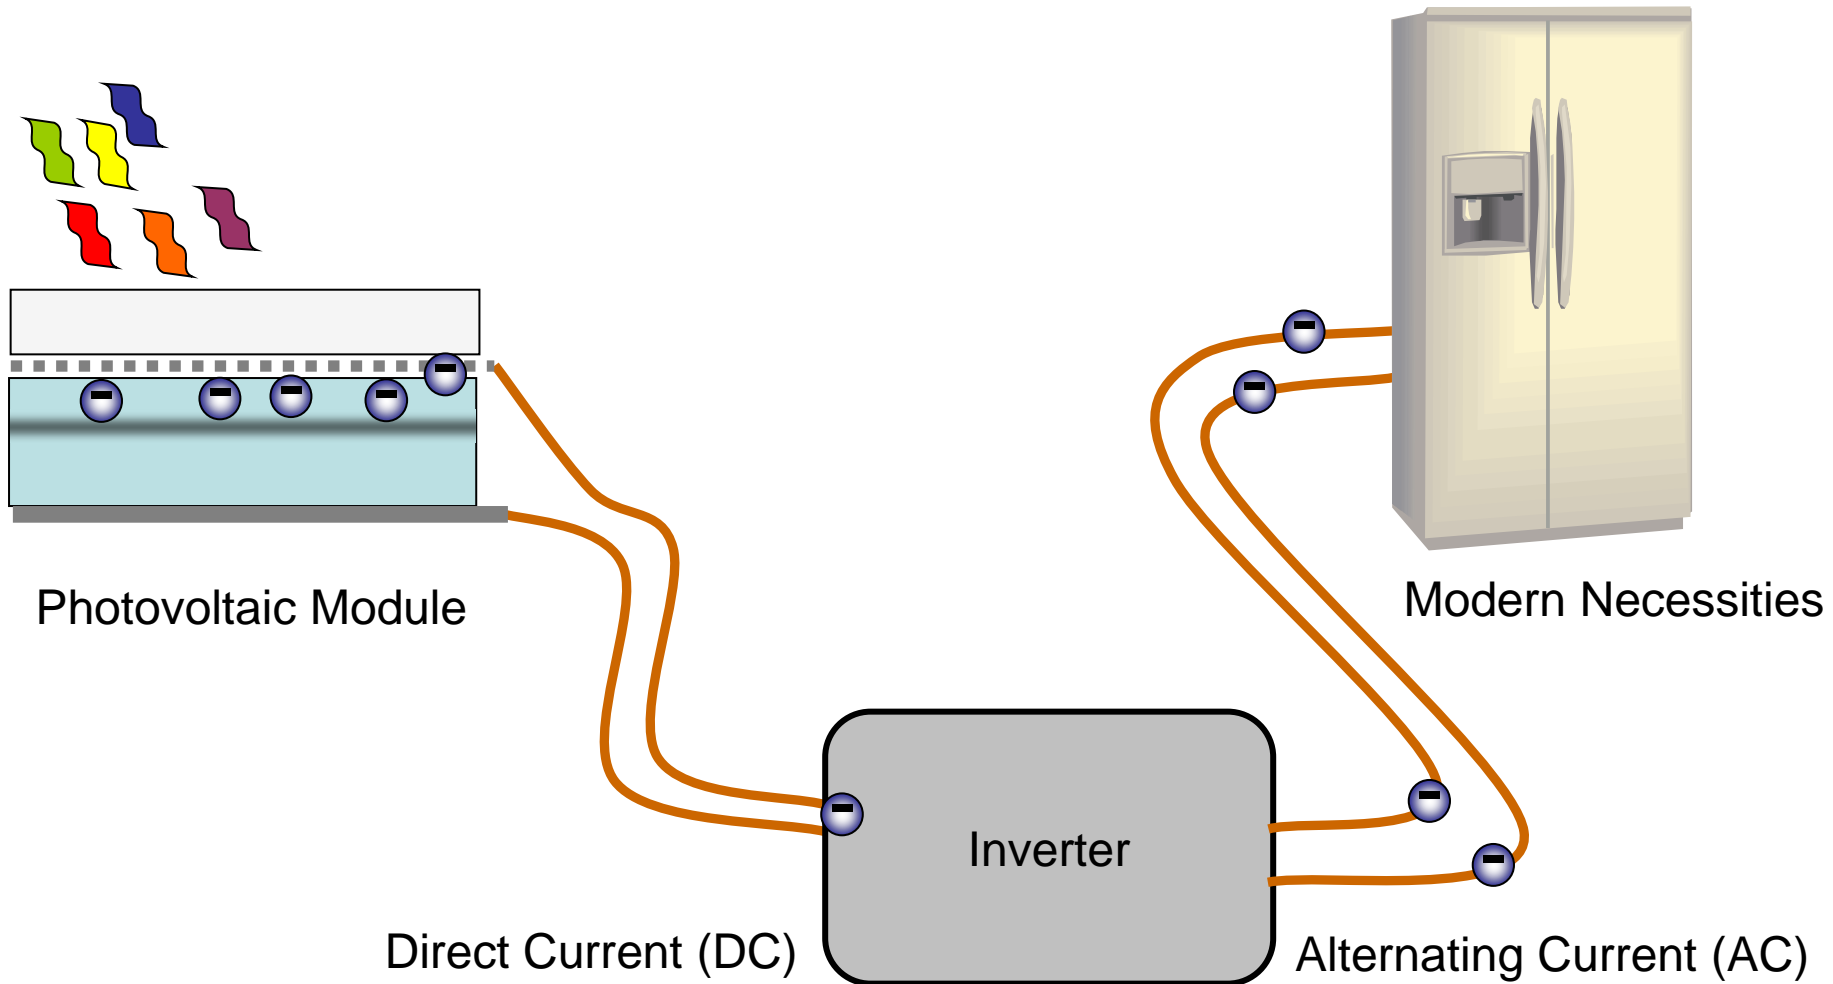 Photovoltaic Module
Modern Necessities
Inverter
Direct Current (DC)
Alternating Current (AC)